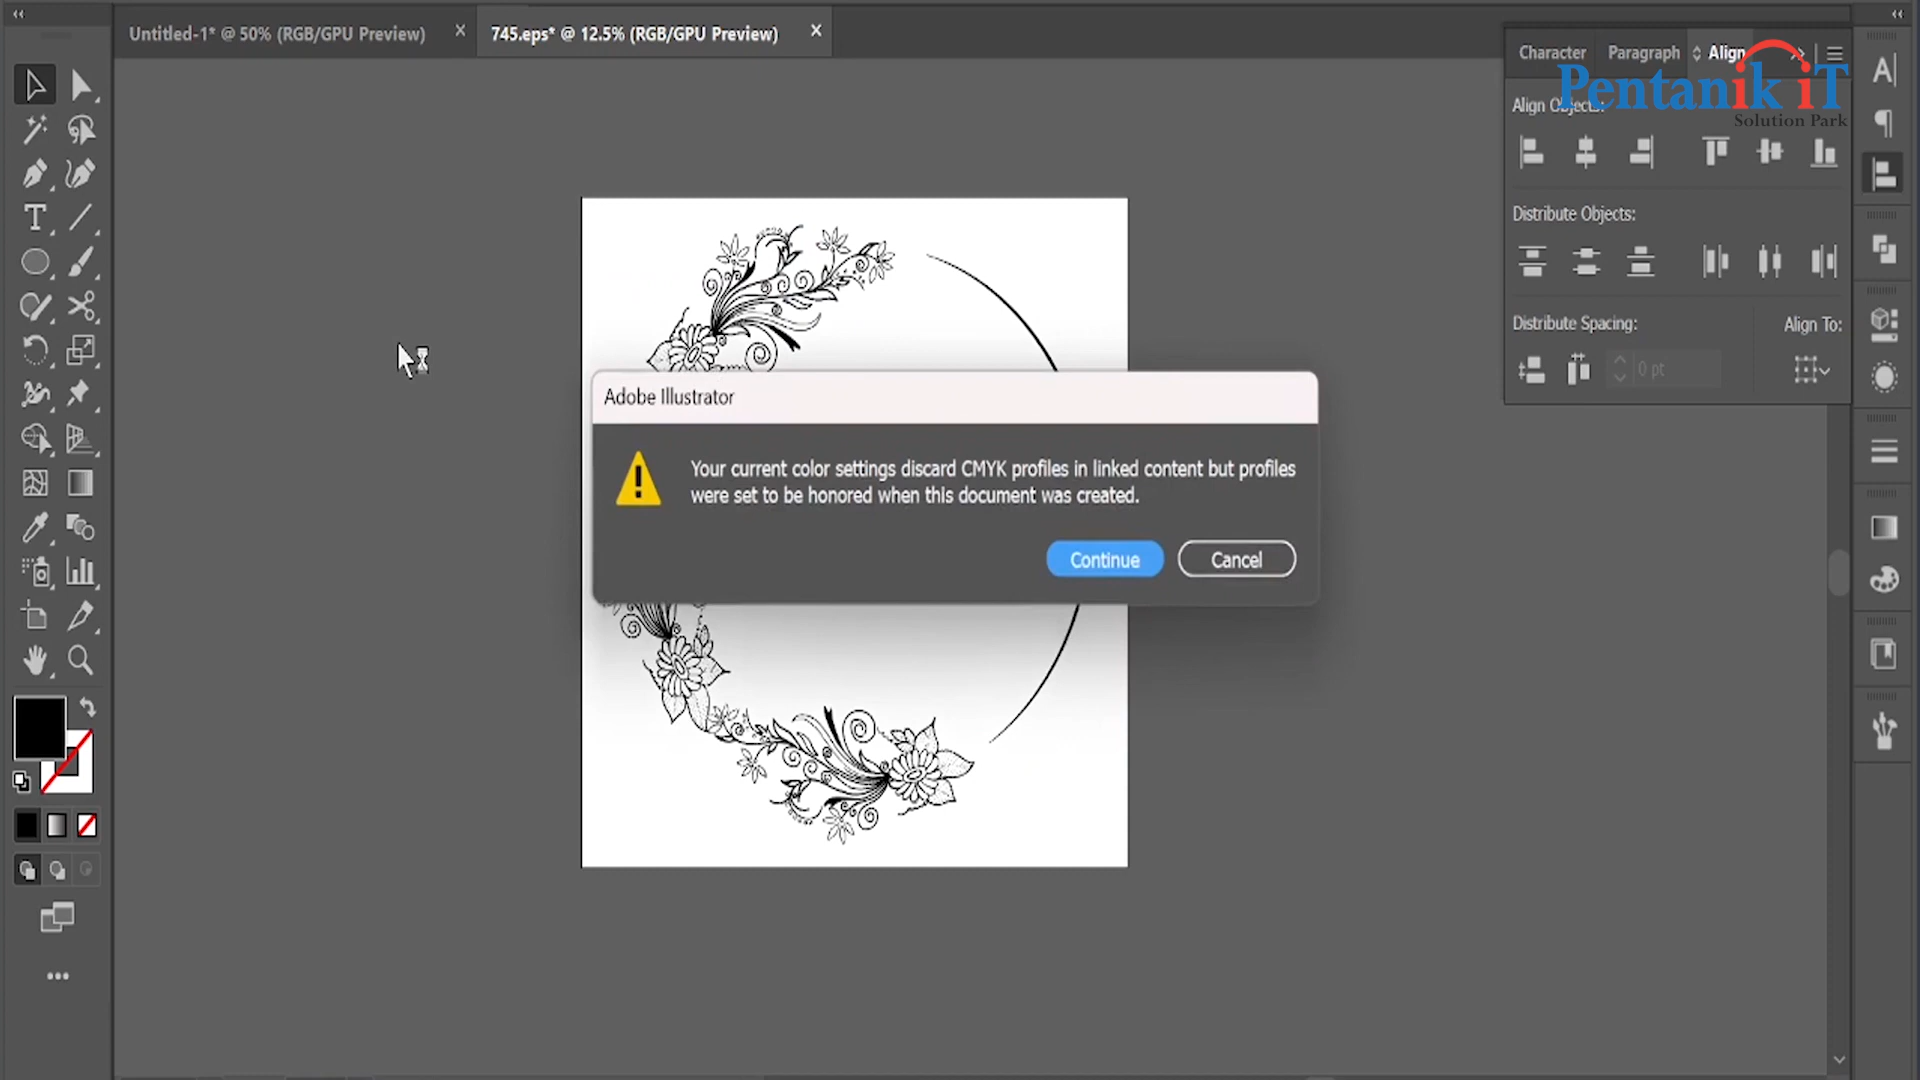 Untitled-1* @ 50% (RGB/GPU Preview)
745.eps* @ 12.5% (RGB/GPU Preview)
Character
Paragraph
Align
Pentanik iT
Solution Park
Align Objects:
Distribute Objects:
Distribute Spacing:
Align To:
0 pt
Adobe Illustrator
Your current color settings discard CMYK profiles in linked content but profiles
were set to be honored when this document was created.
Continue
Cancel